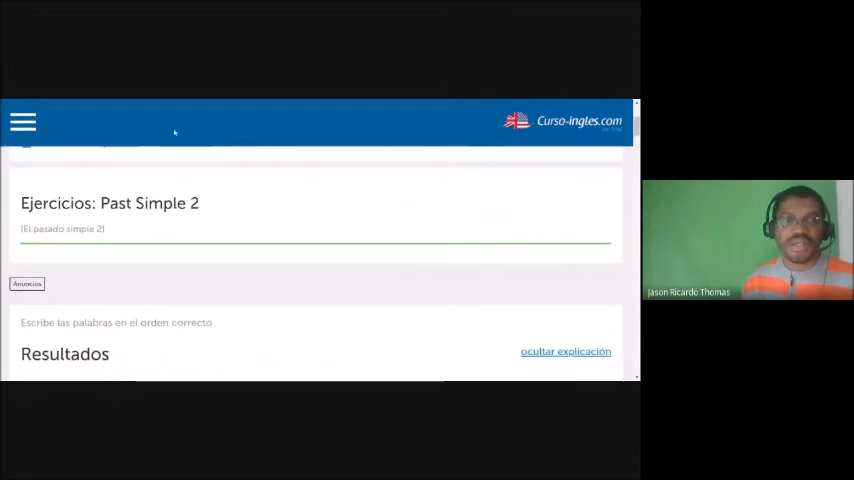 Curso-ingles.com
Ejercicios: Past Simple 2
(El pasado simple 2)
Anuncios
Escribe las palabras en el orden correcto
Resultados
ocultar explicación
Jason Ricardo Thomas